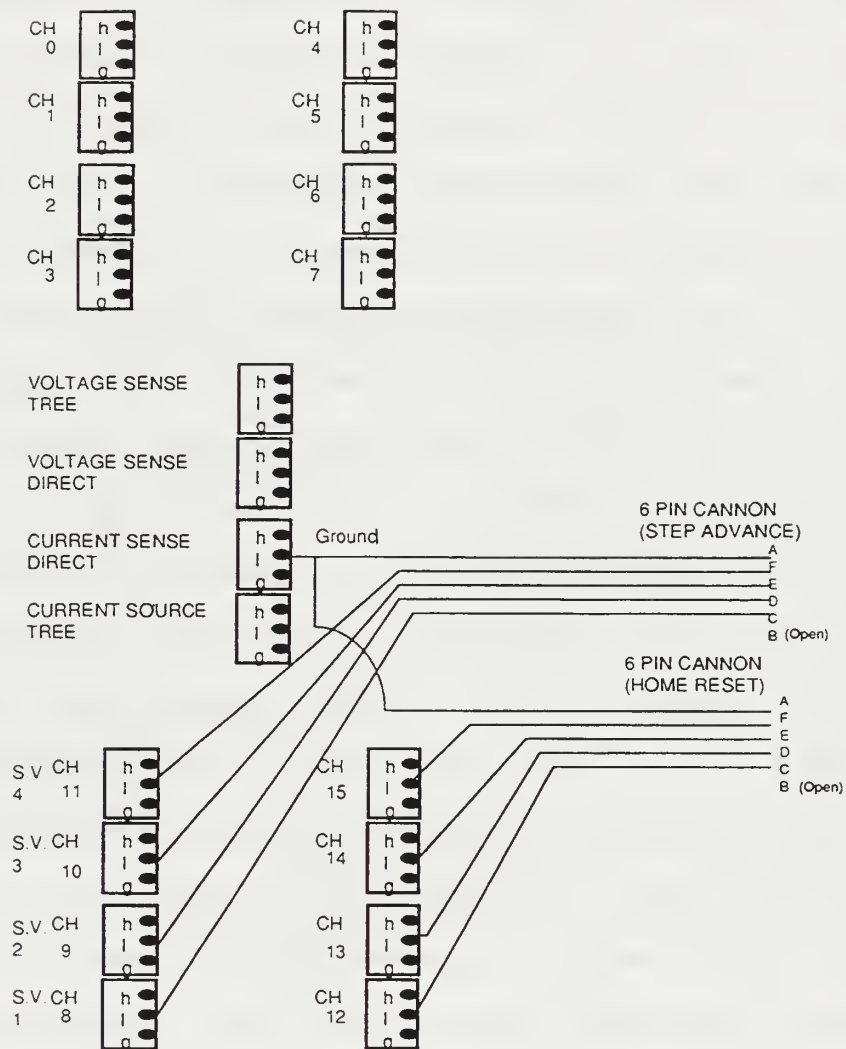 CH 0 h l g
CH 4 h l g
CH 1 h l g
CH 5 h l g
CH 2 h l g
CH 6 h l g
CH 3 h l g
CH 7 h l g
VOLTAGE SENSE
TREE
h l g
VOLTAGE SENSE
DIRECT
h l g
CURRENT SENSE
DIRECT
h l g
Ground
CURRENT SOURCE
TREE
h l g
6 PIN CANNON
(STEP ADVANCE)
A
F
E
D
C
B (Open)
6 PIN CANNON
(HOME RESET)
A
F
E
D
C
B (Open)
S.V 4 CH 11 h l g
CH 15 h l g
S.V. 3 CH 10 h l g
CH 14 h l g
S.V. 2 CH 9 h l g
CH 13 h l g
S.V. 1 CH 8 h l g
CH 12 h l g